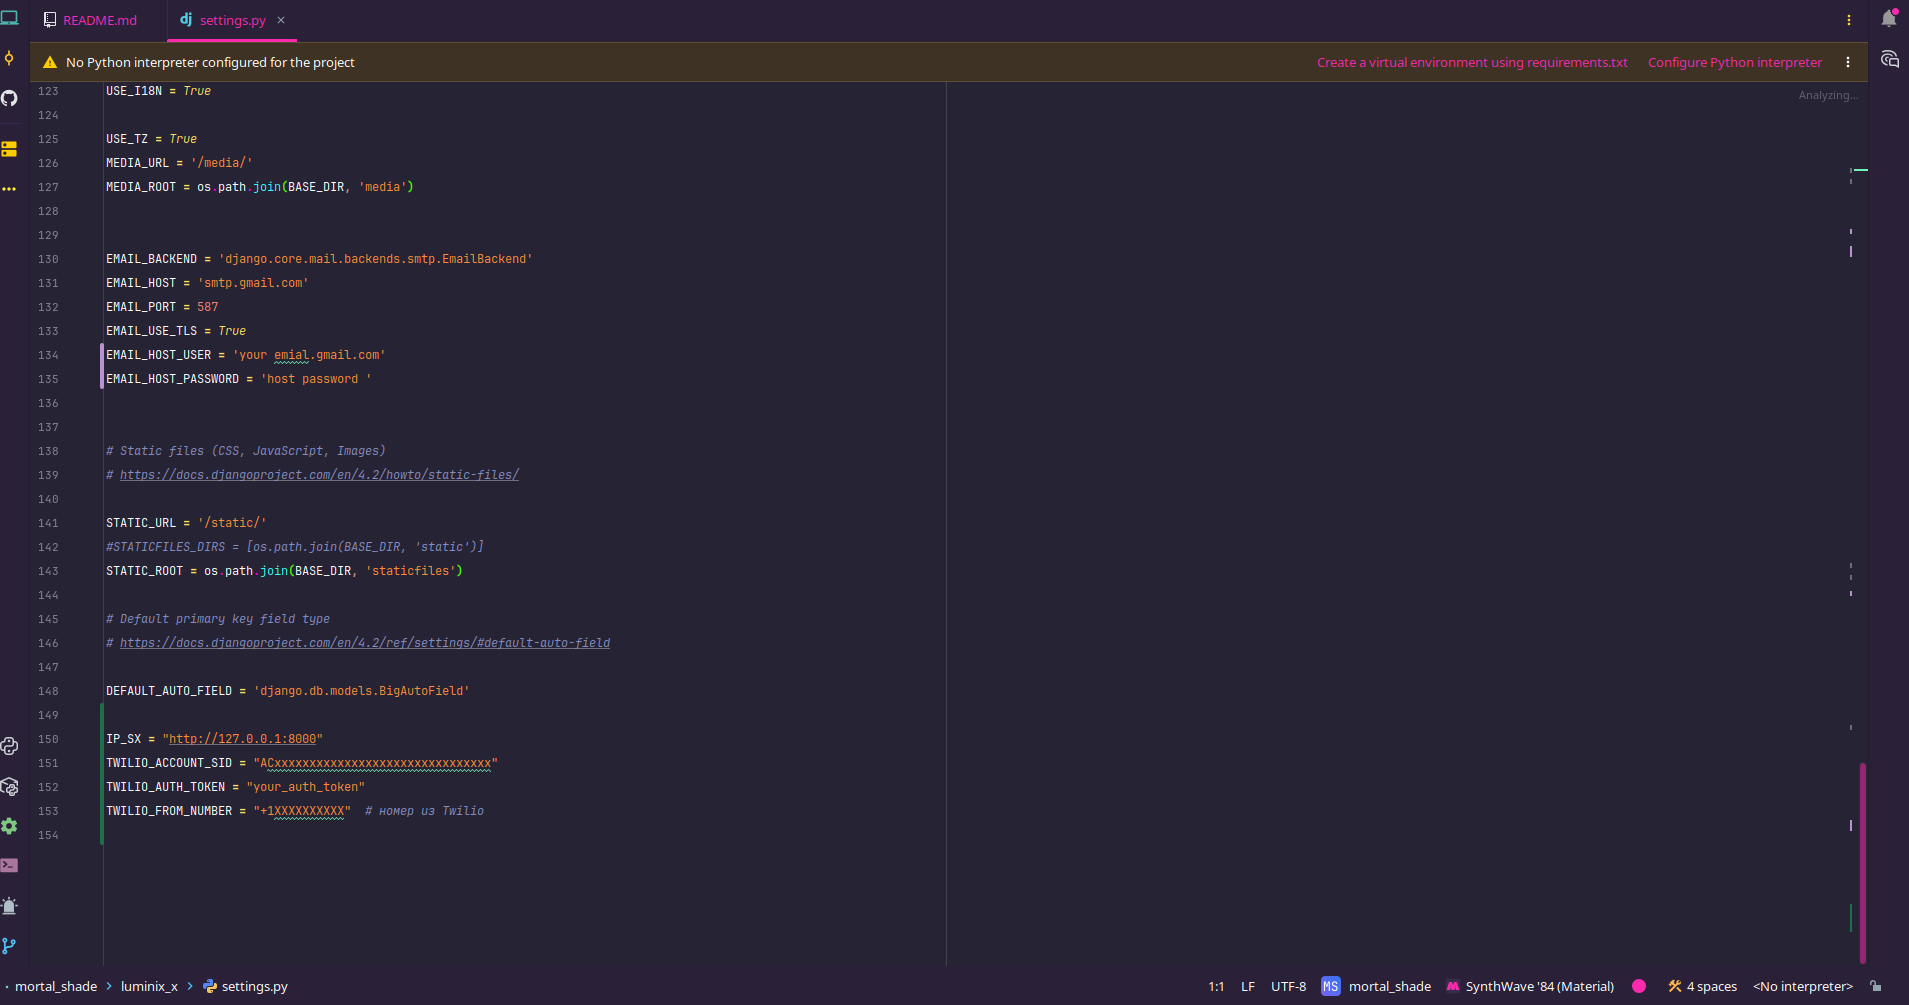 README.md
settings.py
No Python interpreter configured for the project
Create a virtual environment using requirements.txt
Configure Python interpreter
Analyzing...
123 USE_I18N = True
124
125 USE_TZ = True
126 MEDIA_URL = '/media/'
127 MEDIA_ROOT = os.path.join(BASE_DIR, 'media')
128
129
130 EMAIL_BACKEND = 'django.core.mail.backends.smtp.EmailBackend'
131 EMAIL_HOST = 'smtp.gmail.com'
132 EMAIL_PORT = 587
133 EMAIL_USE_TLS = True
134 EMAIL_HOST_USER = 'your emial.gmail.com'
135 EMAIL_HOST_PASSWORD = 'host password '
136
137
138 # Static files (CSS, JavaScript, Images)
139 # https://docs.djangoproject.com/en/4.2/howto/static-files/
140
141 STATIC_URL = '/static/'
142 #STATICFILES_DIRS = [os.path.join(BASE_DIR, 'static')]
143 STATIC_ROOT = os.path.join(BASE_DIR, 'staticfiles')
144
145 # Default primary key field type
146 # https://docs.djangoproject.com/en/4.2/ref/settings/#default-auto-field
147
148 DEFAULT_AUTO_FIELD = 'django.db.models.BigAutoField'
149
150 IP_SX = "http://127.0.0.1:8000"
151 TWILIO_ACCOUNT_SID = "ACxxxxxxxxxxxxxxxxxxxxxxxxxxxxxxx"
152 TWILIO_AUTH_TOKEN = "your_auth_token"
153 TWILIO_FROM_NUMBER = "+1XXXXXXXXXX"  # номер из Twilio
154
mortal_shade > luminix_x > settings.py
1:1 LF UTF-8 MS mortal_shade SynthWave '84 (Material) 4 spaces <No interpreter>